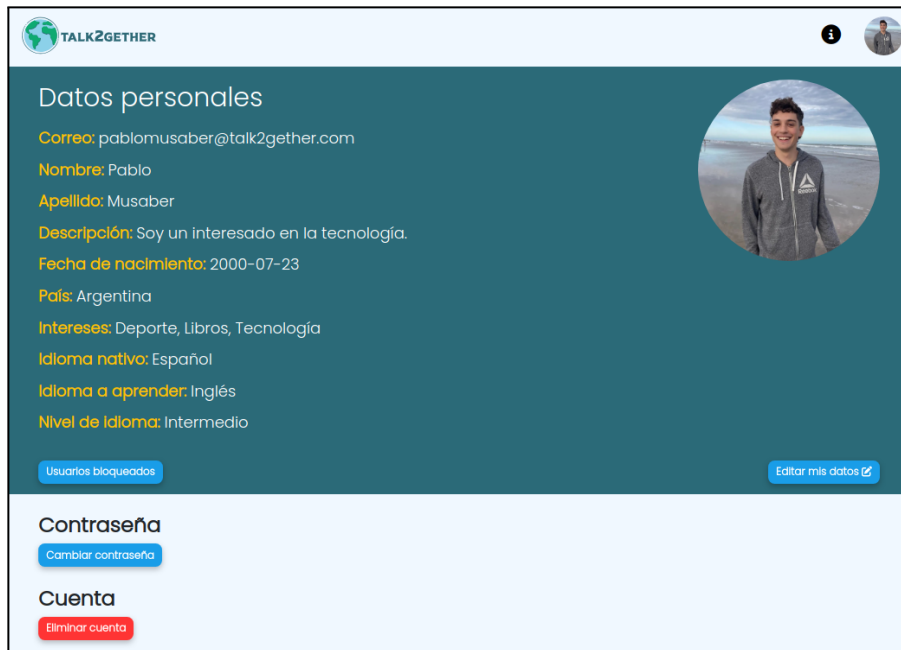 TALK2GETHER
Datos personales
Correo: pablomusaber@talk2gether.com
Nombre: Pablo
Apellido: Musaber
Descripción: Soy un interesado en la tecnología.
Fecha de nacimiento: 2000-07-23
País: Argentina
Intereses: Deporte, Libros, Tecnología
Idioma nativo: Español
Idioma a aprender: Inglés
Nivel de idioma: Intermedio
Usuarios bloqueados
Editar mis datos
Contraseña
Cambiar contraseña
Cuenta
Eliminar cuenta